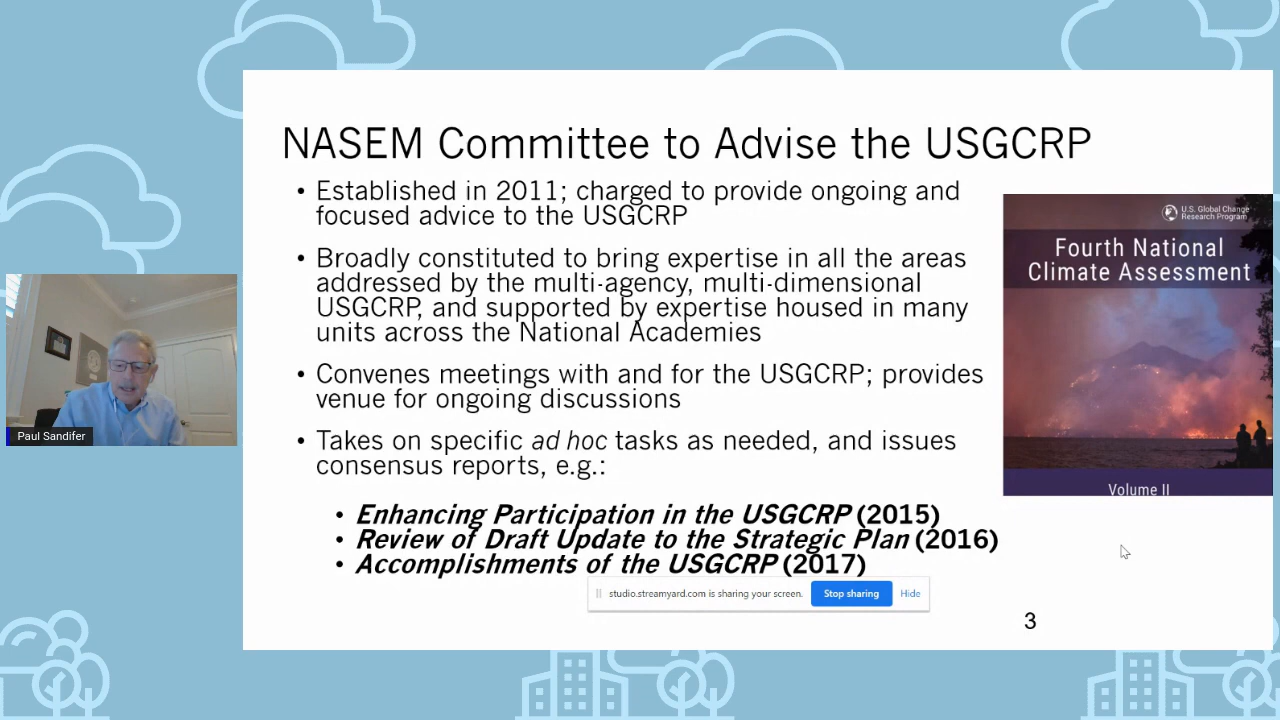 NASEM Committee to Advise the USGCRP
• Established in 2011; charged to provide ongoing and
focused advice to the USGCRP
• Broadly constituted to bring expertise in all the areas
addressed by the multi-agency, multi-dimensional
USGCRP, and supported by expertise housed in many
units across the National Academies
• Convenes meetings with and for the USGCRP; provides
venue for ongoing discussions
• Takes on specific ad hoc tasks as needed, and issues
consensus reports, e.g.:
• Enhancing Participation in the USGCRP (2015)
• Review of Draft Update to the Strategic Plan (2016)
• Accomplishments of the USGCRP (2017)
U.S. Global Change
Research Program
Fourth National
Climate Assessment
Volume II
Paul Sandifer
studio.streamyard.com is sharing your screen.
Stop sharing
Hide
3